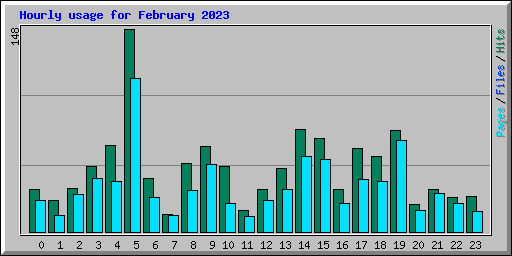 Hourly usage for February 2023
148
Pages / Files / Hits
0 1 2 3 4 5 6 7 8 9 10 11 12 13 14 15 16 17 18 19 20 21 22 23